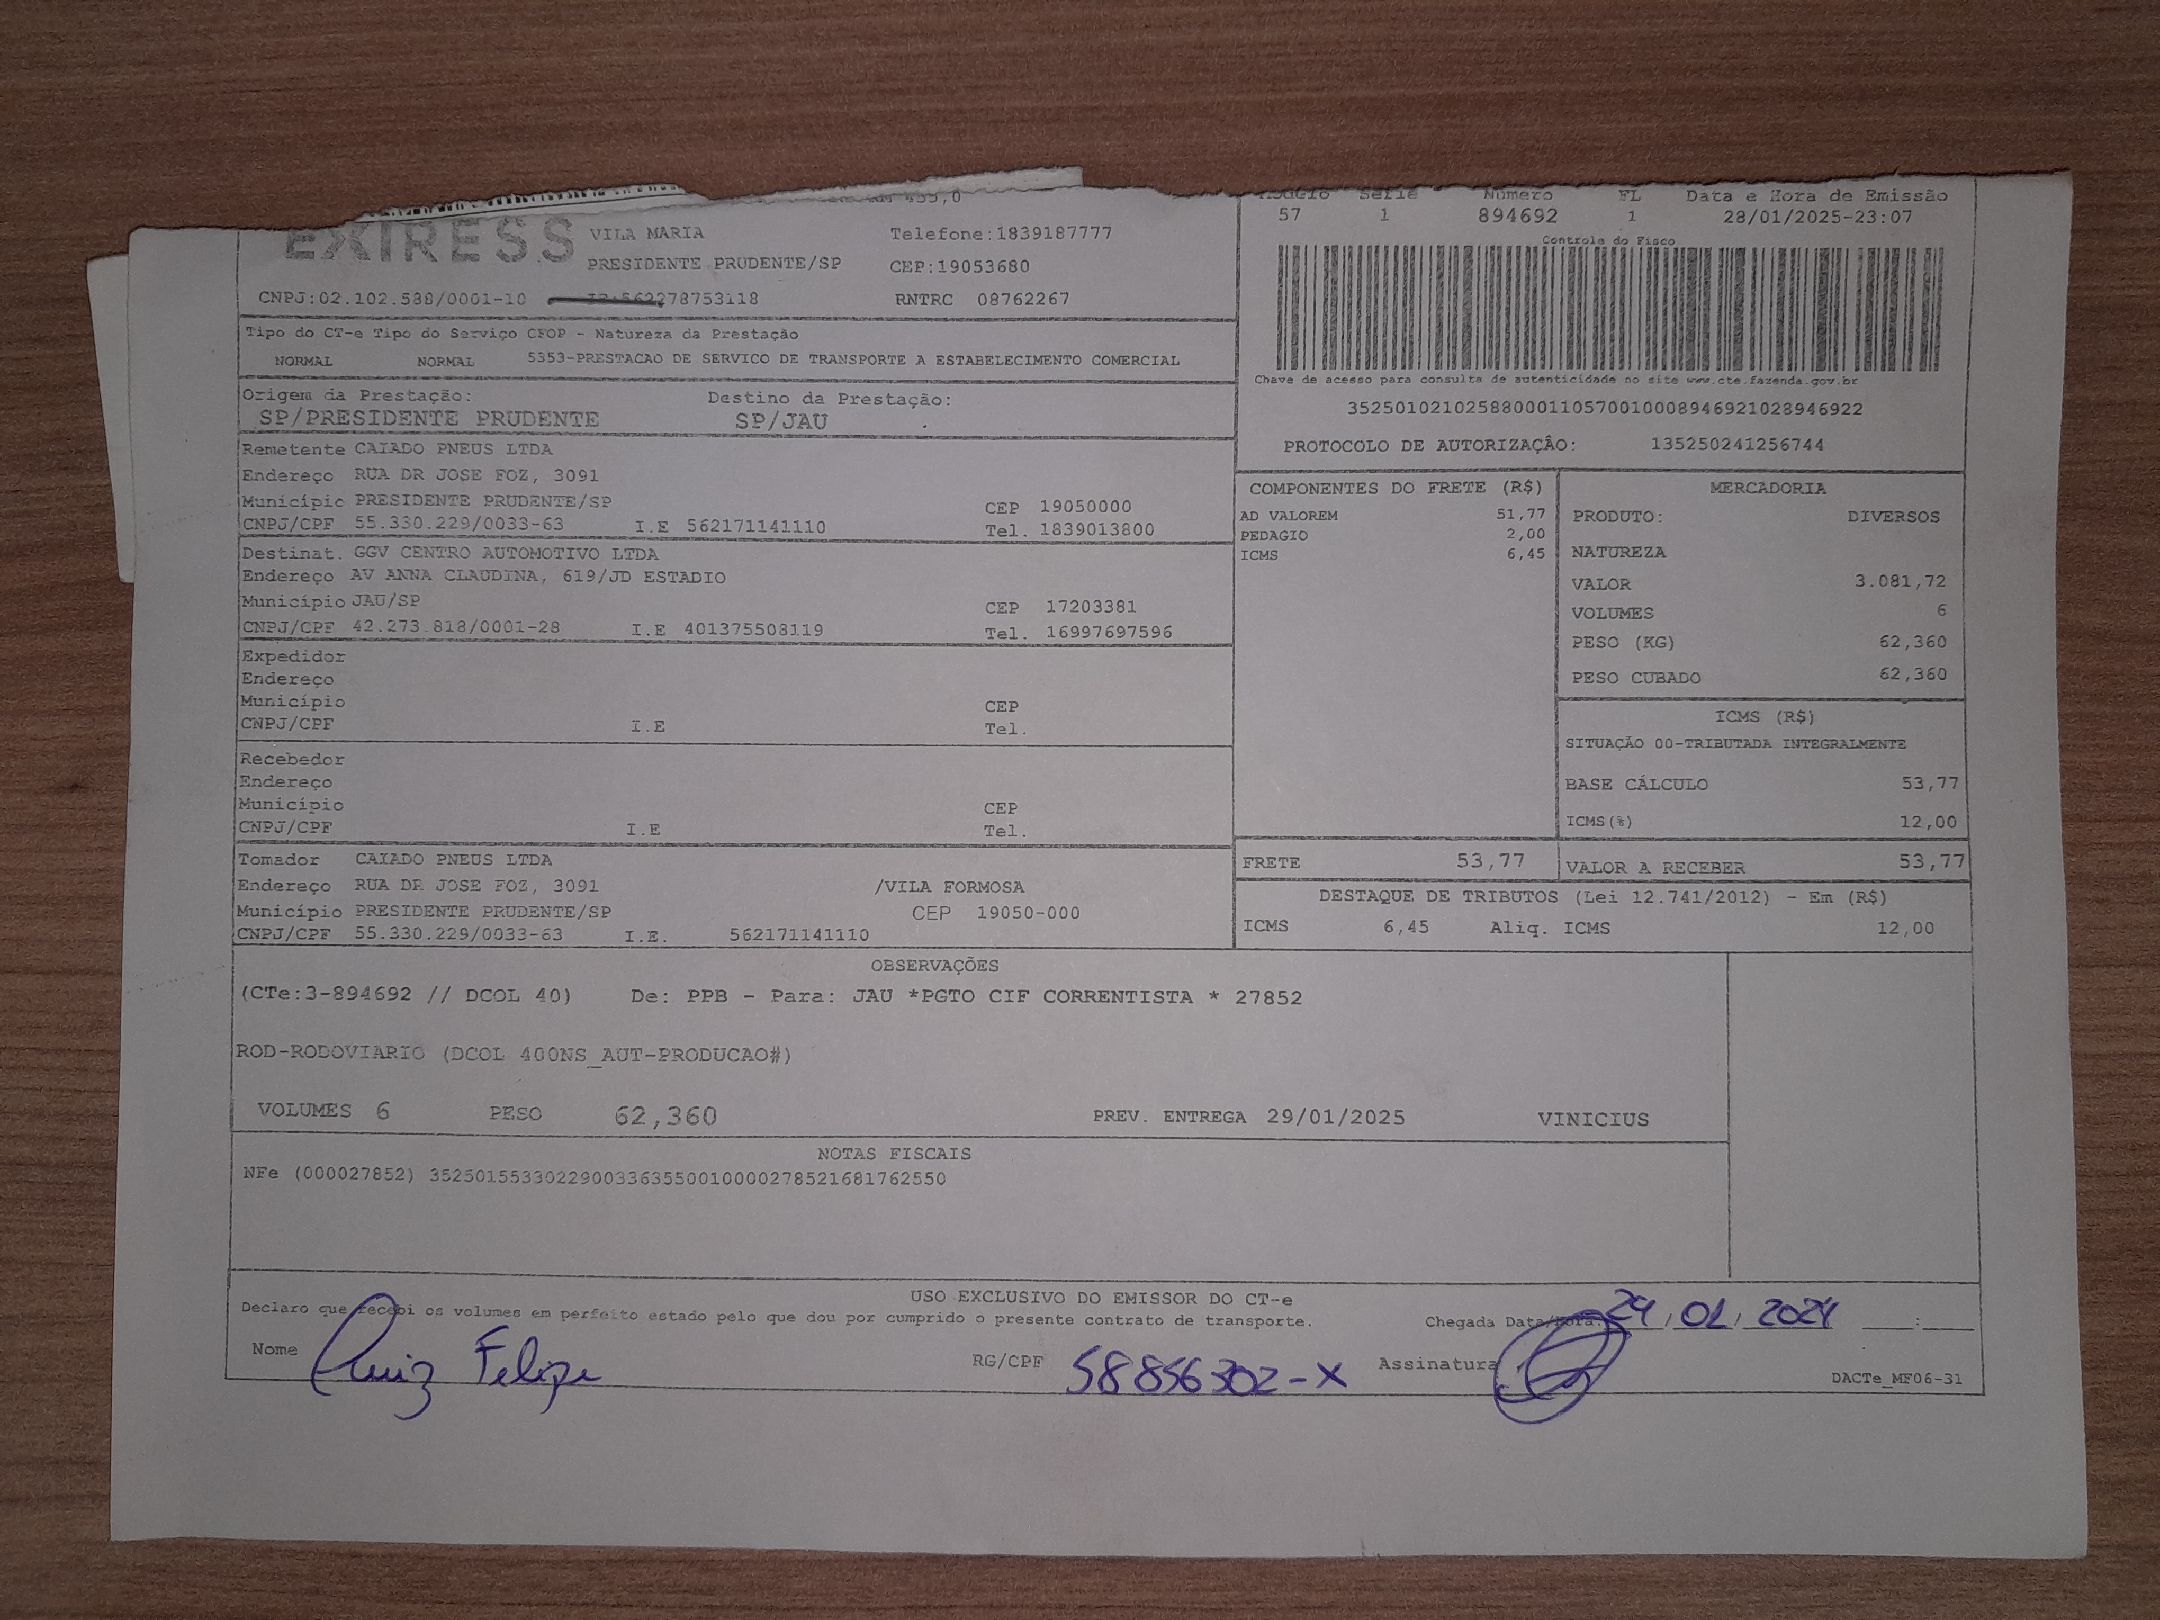 Número FL Data e Hora de Emissão
57 1 894692 1 28/01/2025-23:07
EXPRESS VILA MARIA Telefone:1839187777
PRESIDENTE PRUDENTE/SP CEP:19053680
CNPJ:02.102.588/0001-10 IE:562278753118 RNTRC 08762267
Controle do Fisco
Chave de acesso para consulta de autenticidade no site www.cte.fazenda.gov.br
35250102102588000110570010008946921028946922
PROTOCOLO DE AUTORIZAÇÃO: 135250241256744
Tipo do CT-e Tipo do Serviço CFOP - Natureza da Prestação
NORMAL NORMAL 5353-PRESTACAO DE SERVICO DE TRANSPORTE A ESTABELECIMENTO COMERCIAL
Origem da Prestação: Destino da Prestação:
SP/PRESIDENTE PRUDENTE SP/JAU
Remetente CAIADO PNEUS LTDA
Endereço RUA DR JOSE FOZ, 3091
Município PRESIDENTE PRUDENTE/SP CEP 19050000
CNPJ/CPF 55.330.229/0033-63 I.E 562171141110 Tel. 1839013800
Destinat. GGV CENTRO AUTOMOTIVO LTDA
Endereço AV ANNA CLAUDINA, 619/JD ESTADIO
Município JAU/SP CEP 17203381
CNPJ/CPF 42.273.818/0001-28 I.E 401375508119 Tel. 16997697596
Expedidor
Endereço
Município CEP
CNPJ/CPF I.E Tel.
Recebedor
Endereço
Município CEP
CNPJ/CPF I.E Tel.
Tomador CAIADO PNEUS LTDA
Endereço RUA DR JOSE FOZ, 3091 /VILA FORMOSA
Município PRESIDENTE PRUDENTE/SP CEP 19050-000
CNPJ/CPF 55.330.229/0033-63 I.E. 562171141110
COMPONENTES DO FRETE (R$)
AD VALOREM 51,77
PEDAGIO 2,00
ICMS 6,45
MERCADORIA
PRODUTO: DIVERSOS
NATUREZA
VALOR 3.081,72
VOLUMES 6
PESO (KG) 62,360
PESO CUBADO 62,360
ICMS (R$)
SITUAÇÃO 00-TRIBUTADA INTEGRALMENTE
BASE CÁLCULO 53,77
ICMS(%) 12,00
FRETE 53,77 VALOR A RECEBER 53,77
DESTAQUE DE TRIBUTOS (Lei 12.741/2012) - Em (R$)
ICMS 6,45 Aliq. ICMS 12,00
OBSERVAÇÕES
(CTe:3-894692 // DCOL 40) De: PPB - Para: JAU *PGTO CIF CORRENTISTA * 27852
ROD-RODOVIARIO (DCOL 400NS_AUT-PRODUCAO#)
VOLUMES 6 PESO 62,360 PREV. ENTREGA 29/01/2025 VINICIUS
NOTAS FISCAIS
NFe (000027852) 35250155330229003363550010000278521681762550
USO EXCLUSIVO DO EMISSOR DO CT-e
Declaro que recebi os volumes em perfeito estado pelo que dou por cumprido o presente contrato de transporte.
Chegada Data/Hora: 29/01/2024 :
Nome Luiz Felipe RG/CPF 58856302-X Assinatura
DACTe_MF06-31